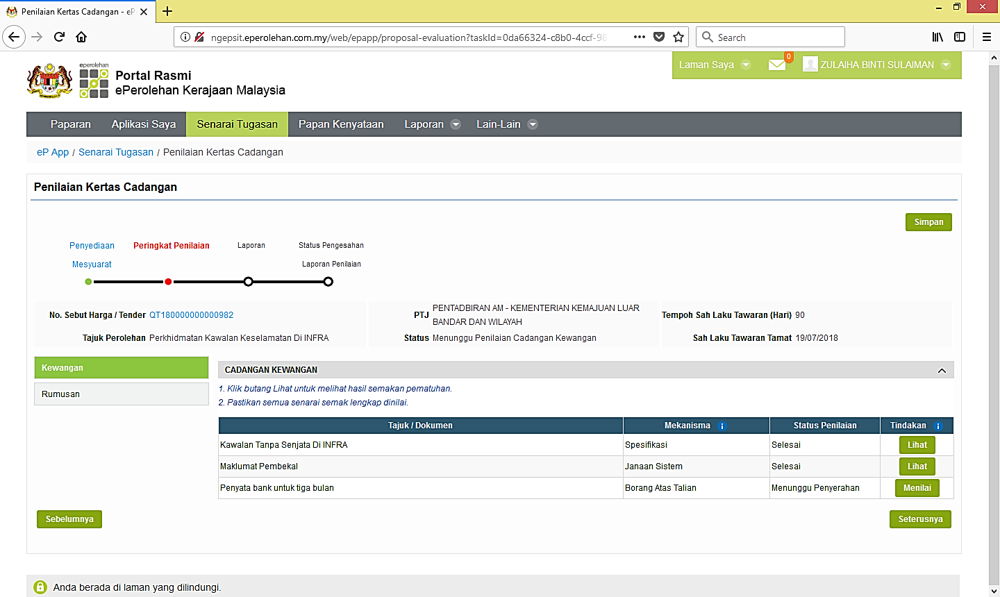 Penilaian Kertas Cadangan - eP
ngepsit.eperolehan.com.my/web/epapp/proposal-evaluation?taskId=0da66324-c8b0-4ccf-98
Search
eperolehan
Portal Rasmi
ePerolehan Kerajaan Malaysia
Laman Saya
0
ZULAIHA BINTI SULAIMAN
Paparan
Aplikasi Saya
Senarai Tugasan
Papan Kenyataan
Laporan
Lain-Lain
eP App / Senarai Tugasan / Penilaian Kertas Cadangan
Penilaian Kertas Cadangan
Simpan
Penyediaan
Mesyuarat
Peringkat Penilaian
Laporan
Status Pengesahan
Laporan Penilaian
No. Sebut Harga / Tender QT180000000000982
PTJ PENTADBIRAN AM - KEMENTERIAN KEMAJUAN LUAR
BANDAR DAN WILAYAH
Tempoh Sah Laku Tawaran (Hari) 90
Tajuk Perolehan Perkhidmatan Kawalan Keselamatan Di INFRA
Status Menunggu Penilaian Cadangan Kewangan
Sah Laku Tawaran Tamat 19/07/2018
Kewangan
Rumusan
CADANGAN KEWANGAN
1. Klik butang Lihat untuk melihat hasil semakan pematuhan.
2. Pastikan semua senarai semak lengkap dinilai.
Tajuk / Dokumen Mekanisma Status Penilaian Tindakan
Kawalan Tanpa Senjata Di INFRA Spesifikasi Selesai Lihat
Maklumat Pembekal Janaan Sistem Selesai Lihat
Penyata bank untuk tiga bulan Borang Atas Talian Menunggu Penyerahan Menilai
Sebelumnya
Seterusnya
Anda berada di laman yang dilindungi.